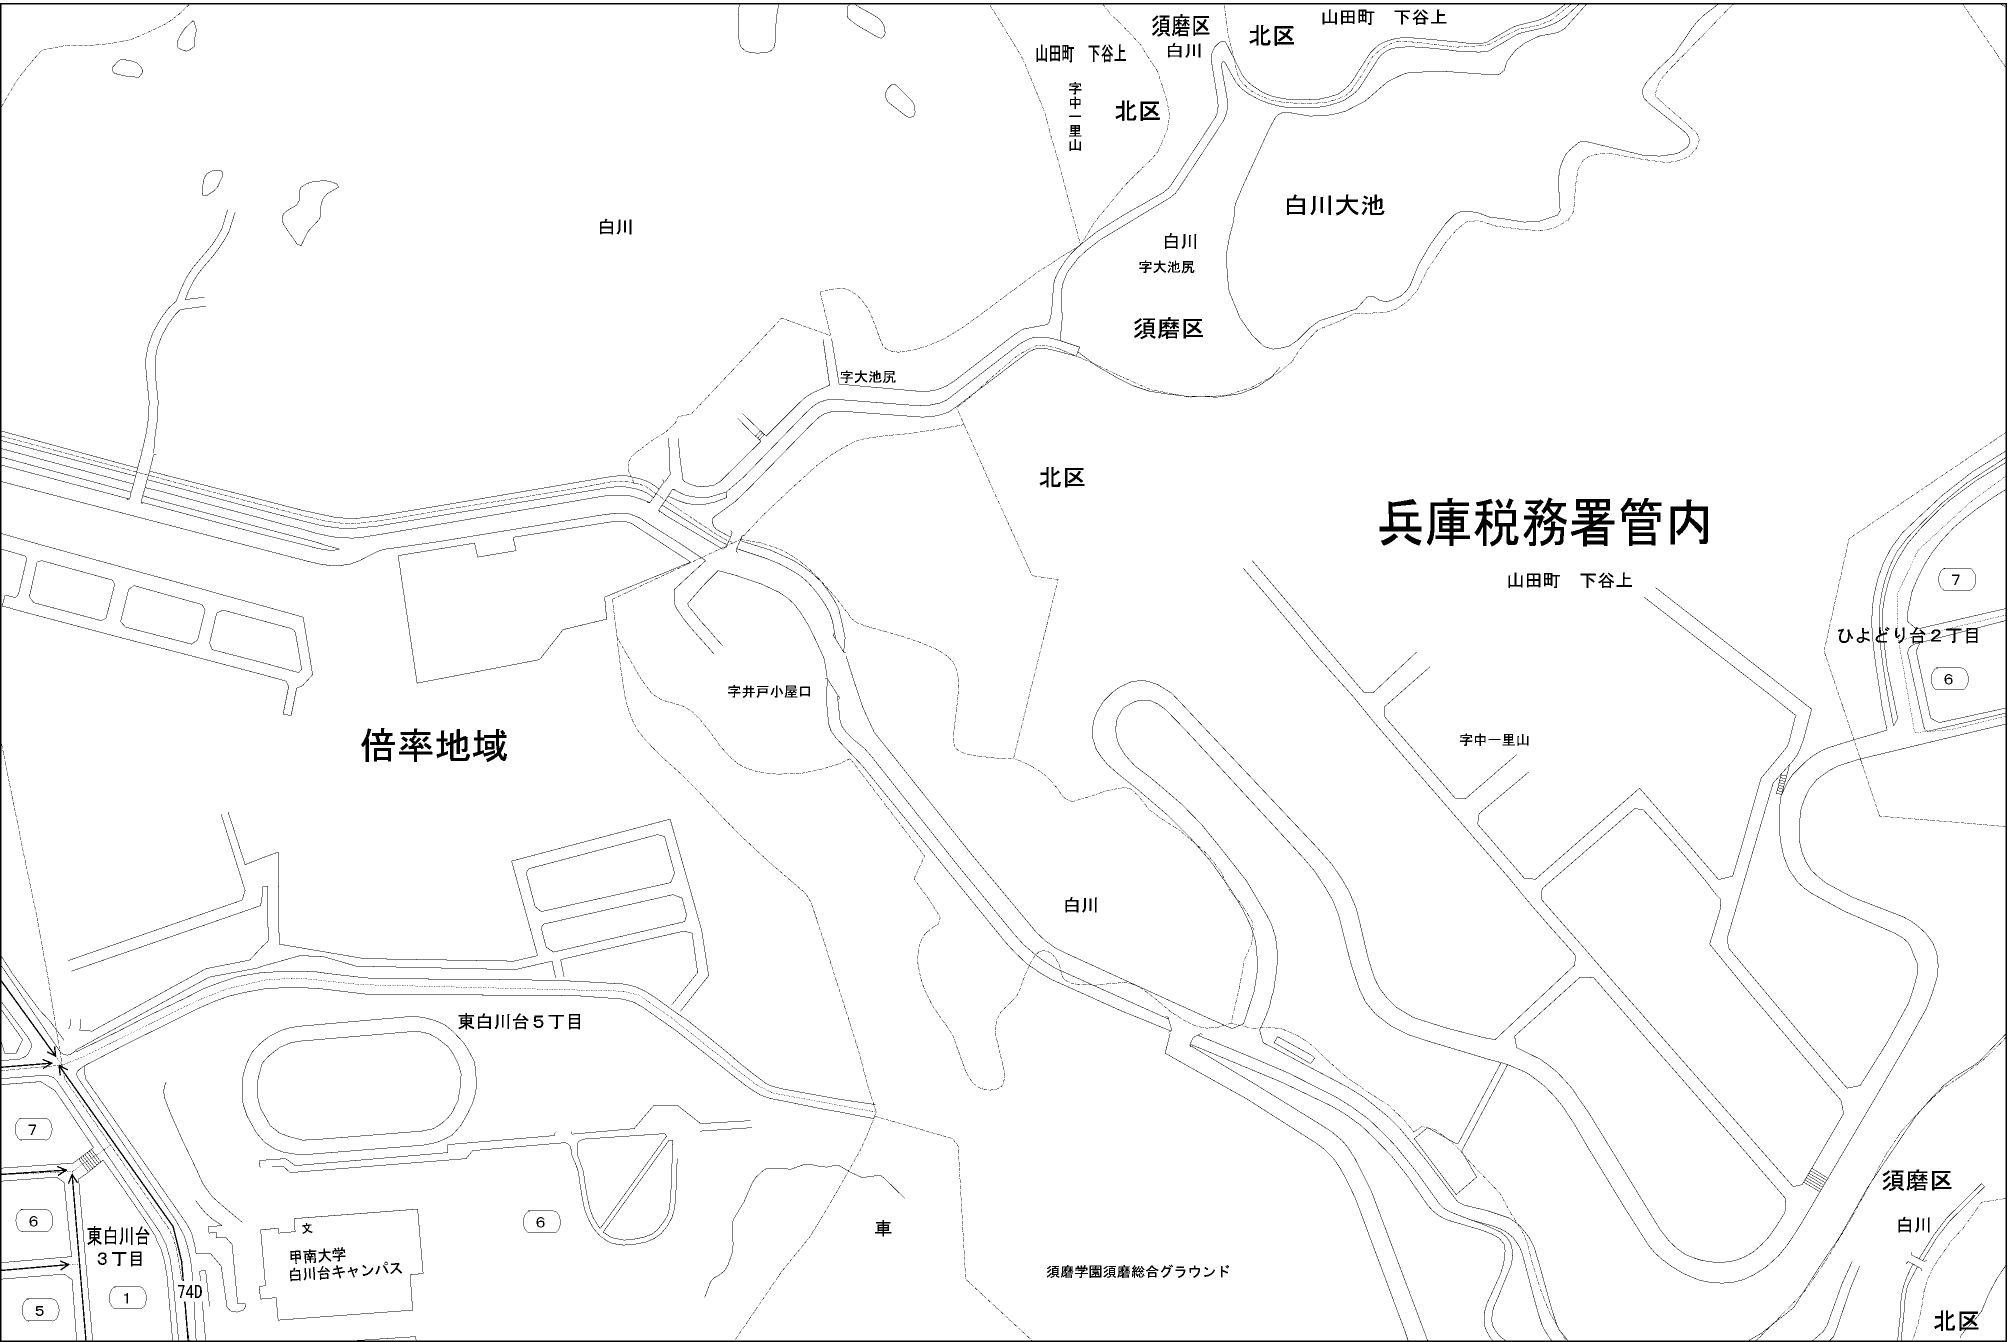 山田町　下谷上
須磨区
白川
北区
山田町　下谷上
字中一里山
北区
白川
白川大池
白川
字大池尻
須磨区
字大池尻
北区
兵庫税務署管内
山田町　下谷上
7
ひよどり台２丁目
6
字井戸小屋口
倍率地域
字中一里山
白川
東白川台５丁目
7
6
東白川台
３丁目
文
甲南大学
白川台キャンパス
6
車
須磨学園須磨総合グラウンド
須磨区
白川
74D
1
5
北区